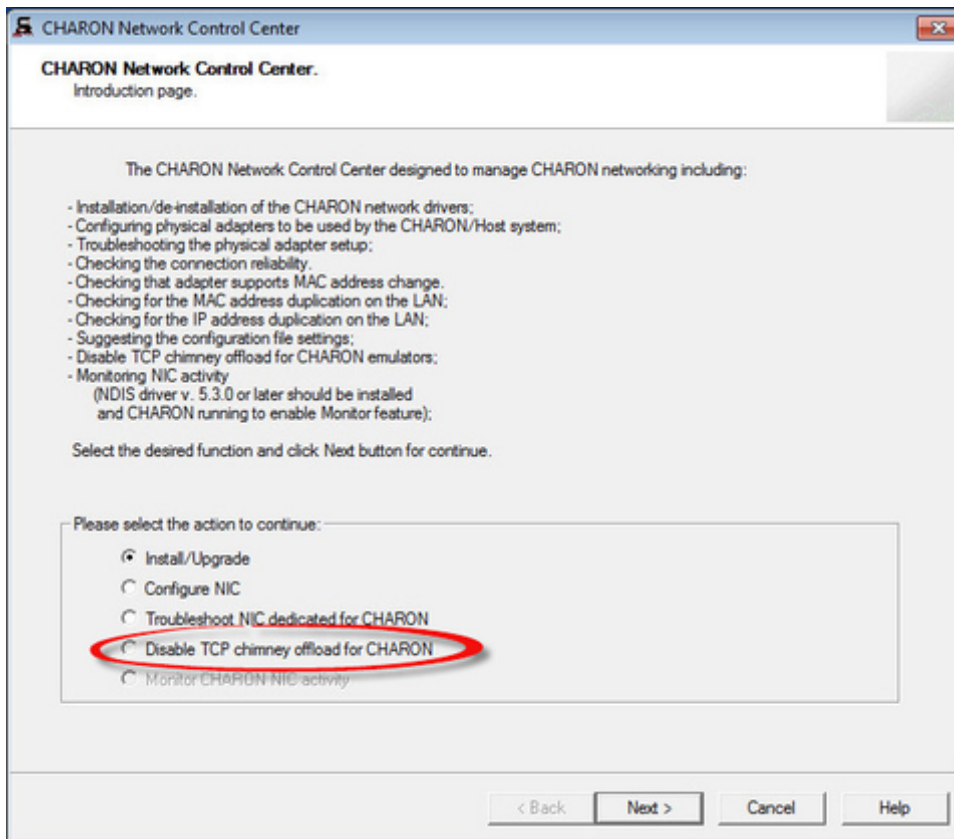 CHARON Network Control Center
CHARON Network Control Center.
Introduction page.
The CHARON Network Control Center designed to manage CHARON networking including:
- Installation/de-installation of the CHARON network drivers;
- Configuring physical adapters to be used by the CHARON/Host system;
- Troubleshooting the physical adapter setup;
- Checking the connection reliability.
- Checking that adapter supports MAC address change.
- Checking for the MAC address duplication on the LAN;
- Checking for the IP address duplication on the LAN;
- Suggesting the configuration file settings;
- Disable TCP chimney offload for CHARON emulators;
- Monitoring NIC activity
(NDIS driver v. 5.3.0 or later should be installed
and CHARON running to enable Monitor feature);
Select the desired function and click Next button for continue.
Please select the action to continue:
Install/Upgrade
Configure NIC
Troubleshoot NIC dedicated for CHARON
Disable TCP chimney offload for CHARON
Monitor CHARON NIC activity
< Back Next > Cancel Help